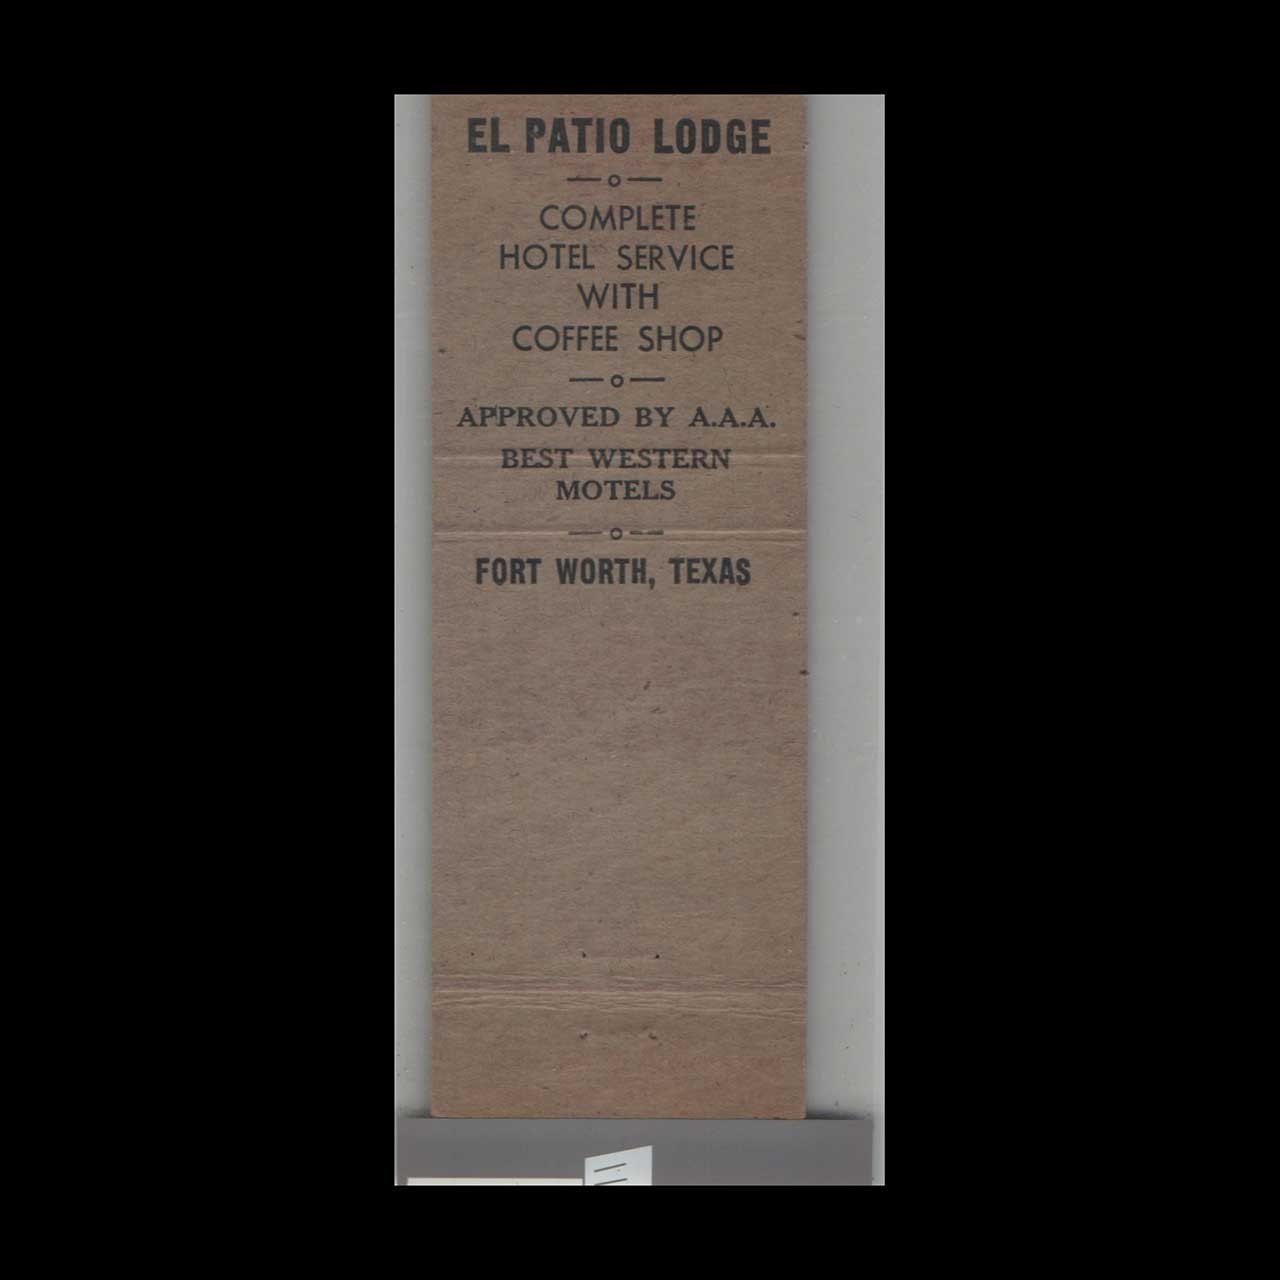 EL PATIO LODGE
COMPLETE
HOTEL SERVICE
WITH
COFFEE SHOP
APPROVED BY A.A.A.
BEST WESTERN
MOTELS
FORT WORTH, TEXAS